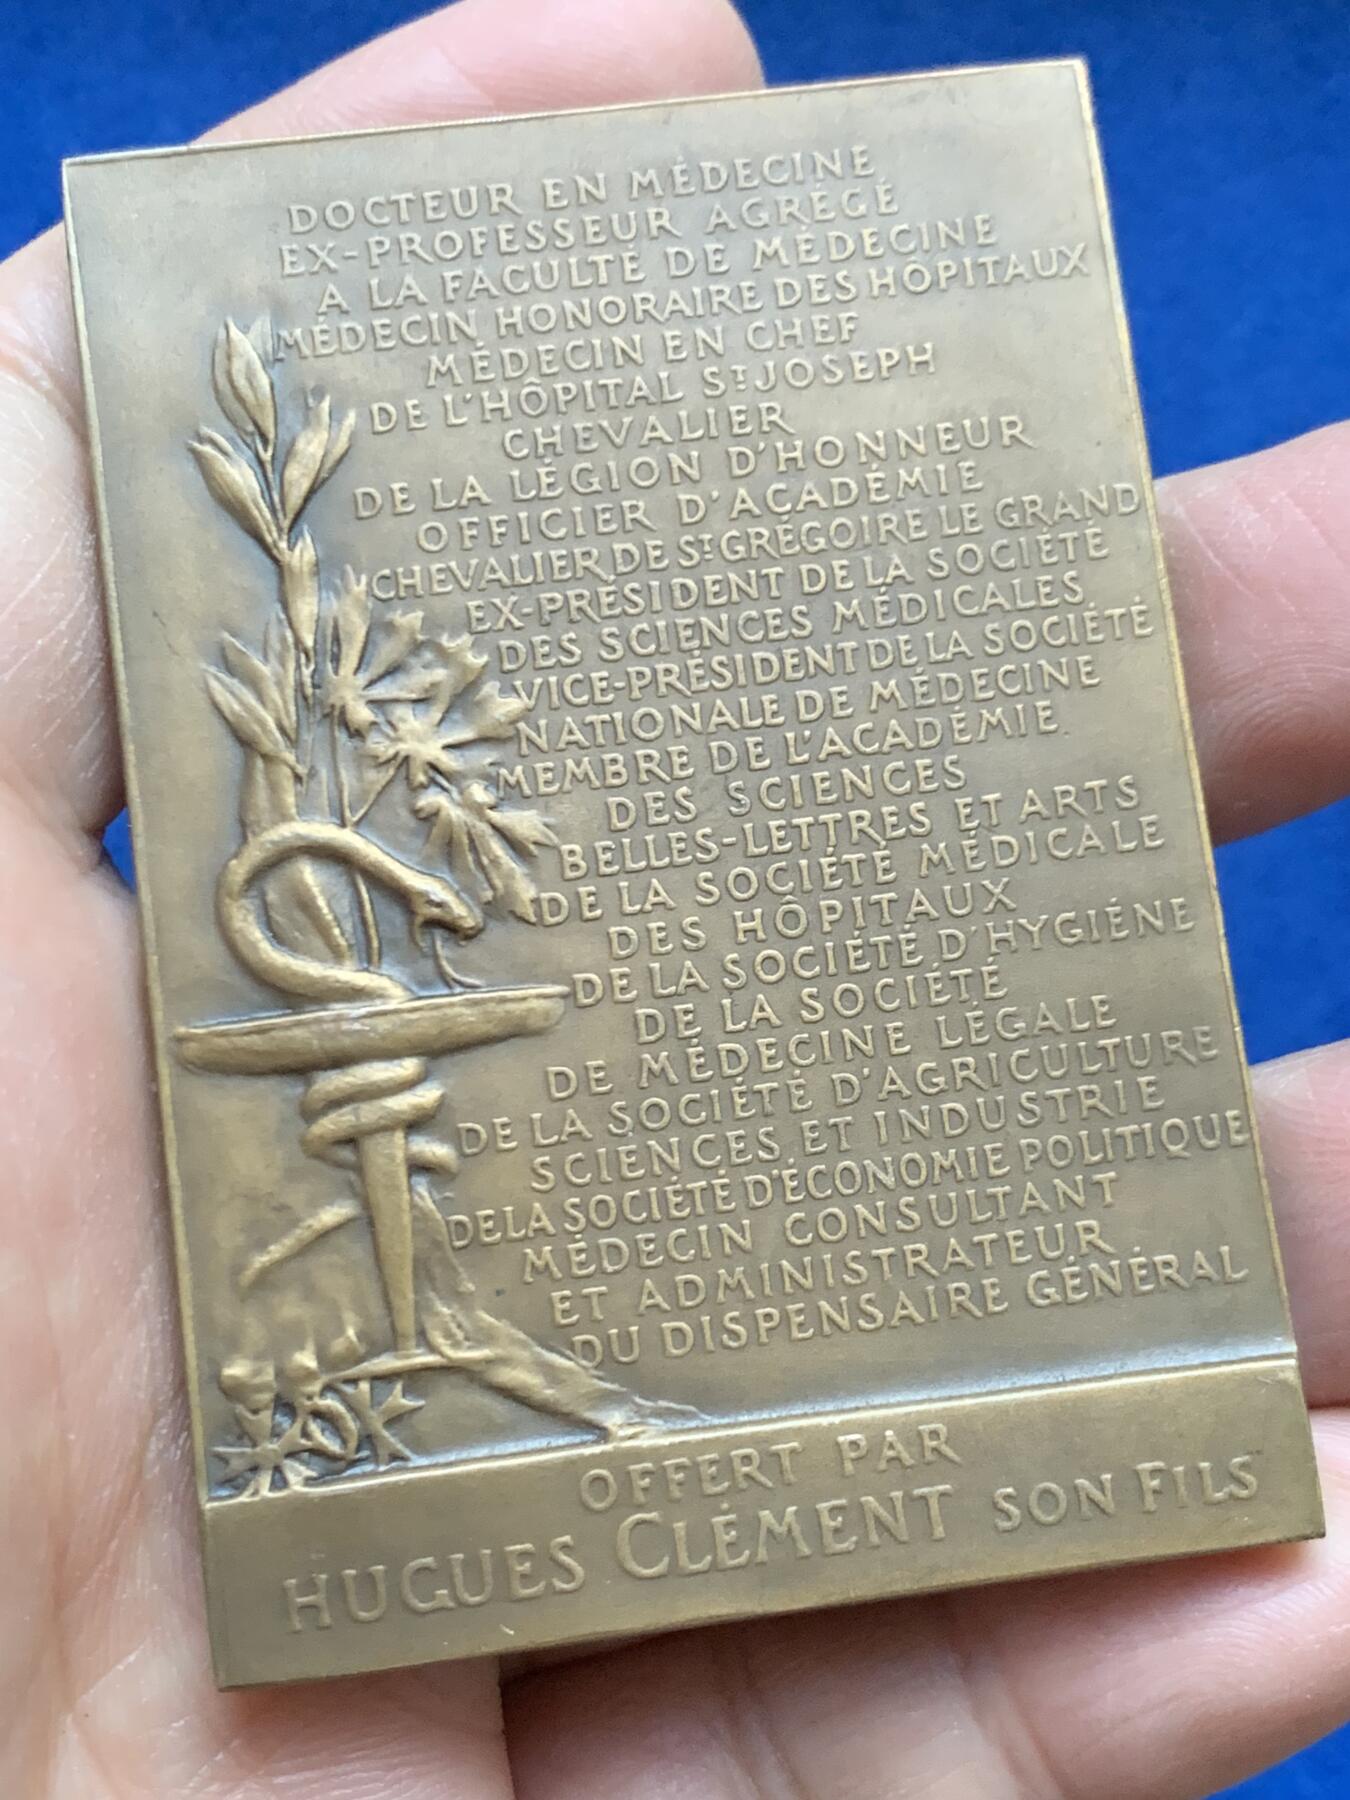 DOCTEUR EN MÉDECINE
EX-PROFESSEUR AGRÉGÉ
A LA FACULTÉ DE MÉDECINE
MÉDECIN HONORAIRE DES HÔPITAUX
MÉDECIN EN CHEF
DE L'HÔPITAL ST JOSEPH
CHEVALIER
DE LA LÉGION D'HONNEUR
OFFICIER D'ACADÉMIE
CHEVALIER DE ST GRÉGOIRE LE GRAND
EX-PRÉSIDENT DE LA SOCIÉTÉ
DES SCIENCES MÉDICALES
VICE-PRÉSIDENT DE LA SOCIÉTÉ
NATIONALE DE MÉDECINE
MEMBRE DE L'ACADÉMIE
DES SCIENCES
BELLES-LETTRES ET ARTS
DE LA SOCIÉTÉ MÉDICALE
DES HÔPITAUX
DE LA SOCIÉTÉ D'HYGIÉNE
DE LA SOCIÉTÉ
DE MÉDECINE LÉGALE
DE LA SOCIÉTÉ D'AGRICULTURE
SCIENCES ET INDUSTRIE
DE LA SOCIÉTÉ D'ÉCONOMIE POLITIQUE
MÉDECIN CONSULTANT
ET ADMINISTRATEUR
DU DISPENSAIRE GÉNÉRAL
OFFERT PAR
HUGUES CLÉMENT SON FILS